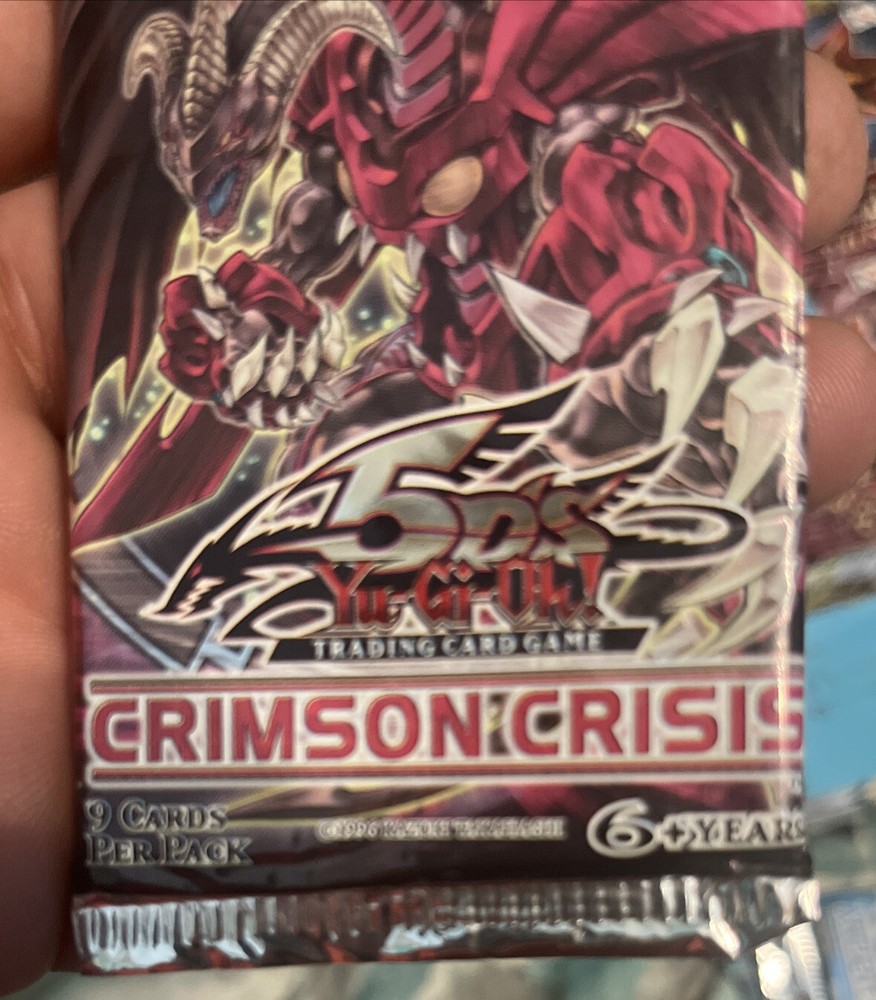 5D's
Yu-Gi-Oh!
TRADING CARD GAME
CRIMSON CRISIS
9 CARDS
PER PACK
©1996 KAZUKI TAKAHASHI
6+YEARS